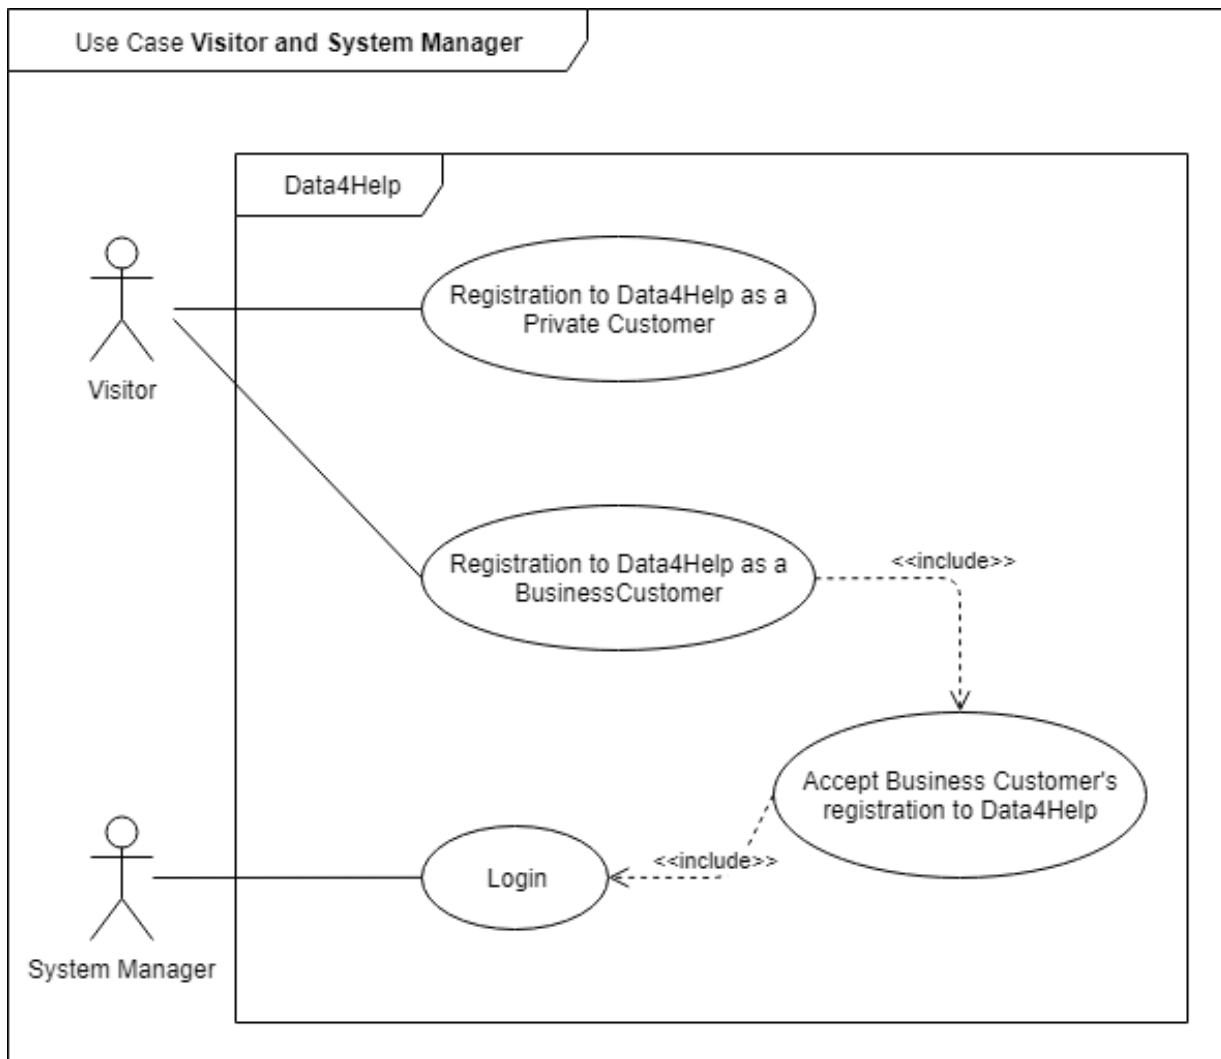 Use Case Visitor and System Manager
Data4Help
Registration to Data4Help as a
Private Customer
Visitor
Registration to Data4Help as a
BusinessCustomer
<<include>>
Accept Business Customer's
registration to Data4Help
<<include>>
Login
System Manager